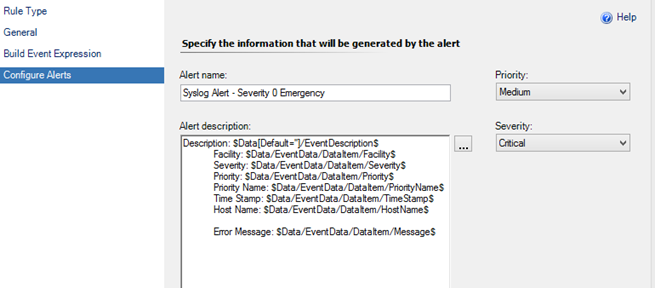 Rule Type
General
Build Event Expression
Configure Alerts
Help
Specify the information that will be generated by the alert
Alert name:
Syslog Alert - Severity 0 Emergency
Priority:
Medium
Alert description:
Description: $Data[Default='']/EventDescription$
Facility: $Data/EventData/DataItem/Facility$
Severity: $Data/EventData/DataItem/Severity$
Priority: $Data/EventData/DataItem/Priority$
Priority Name: $Data/EventData/DataItem/PriorityName$
Time Stamp: $Data/EventData/DataItem/TimeStamp$
Host Name: $Data/EventData/DataItem/HostName$
Error Message: $Data/EventData/DataItem/Message$
...
Severity:
Critical